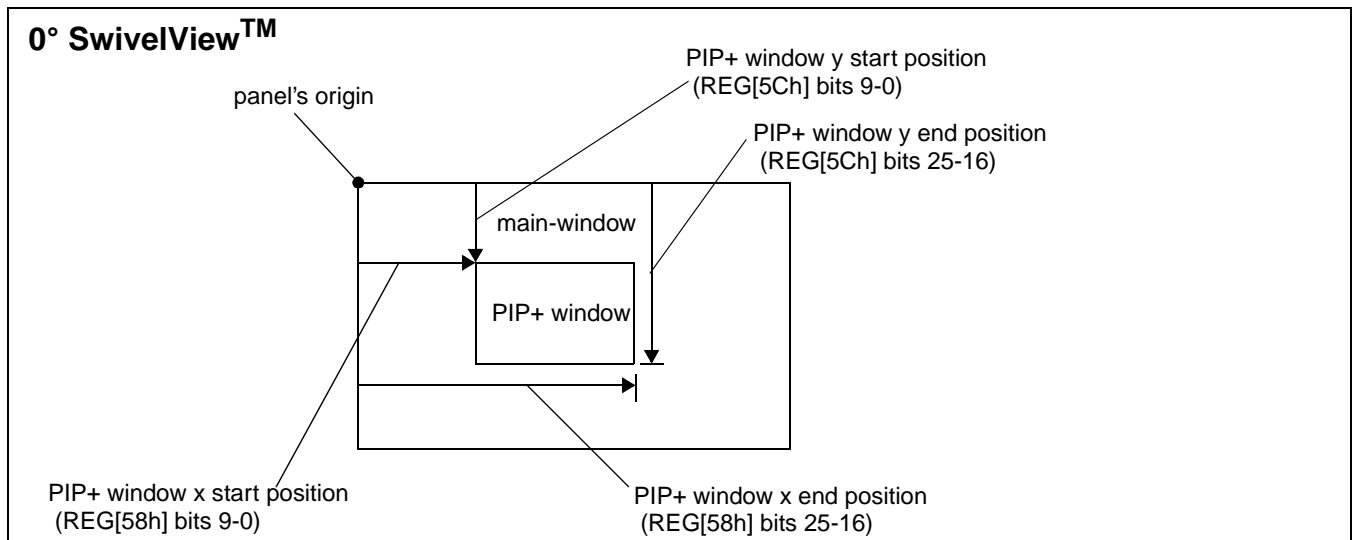 0° SwivelView™
PIP+ window y start position
(REG[5Ch] bits 9-0)
panel's origin
PIP+ window y end position
(REG[5Ch] bits 25-16)
main-window
PIP+ window
PIP+ window x start position
(REG[58h] bits 9-0)
PIP+ window x end position
(REG[58h] bits 25-16)